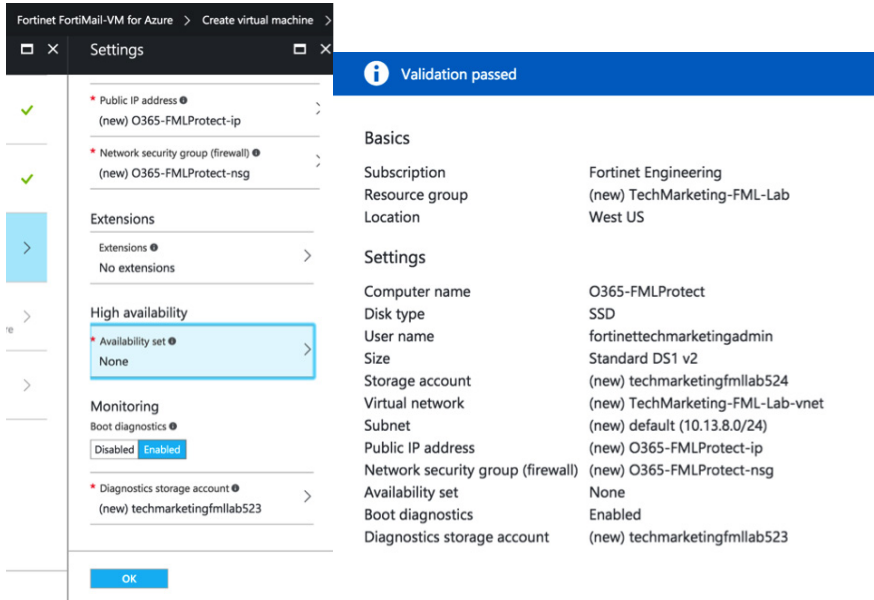 Fortinet FortiMail-VM for Azure > Create virtual machine >
Settings
* Public IP address
(new) O365-FMLProtect-ip
* Network security group (firewall)
(new) O365-FMLProtect-nsg
Extensions
Extensions
No extensions
High availability
* Availability set
None
Monitoring
Boot diagnostics
Disabled Enabled
* Diagnostics storage account
(new) techmarketingfmllab523
OK
re
Validation passed
Basics
Subscription Fortinet Engineering
Resource group (new) TechMarketing-FML-Lab
Location West US
Settings
Computer name O365-FMLProtect
Disk type SSD
User name fortinettechmarketingadmin
Size Standard DS1 v2
Storage account (new) techmarketingfmllab524
Virtual network (new) TechMarketing-FML-Lab-vnet
Subnet (new) default (10.13.8.0/24)
Public IP address (new) O365-FMLProtect-ip
Network security group (firewall) (new) O365-FMLProtect-nsg
Availability set None
Boot diagnostics Enabled
Diagnostics storage account (new) techmarketingfmllab523